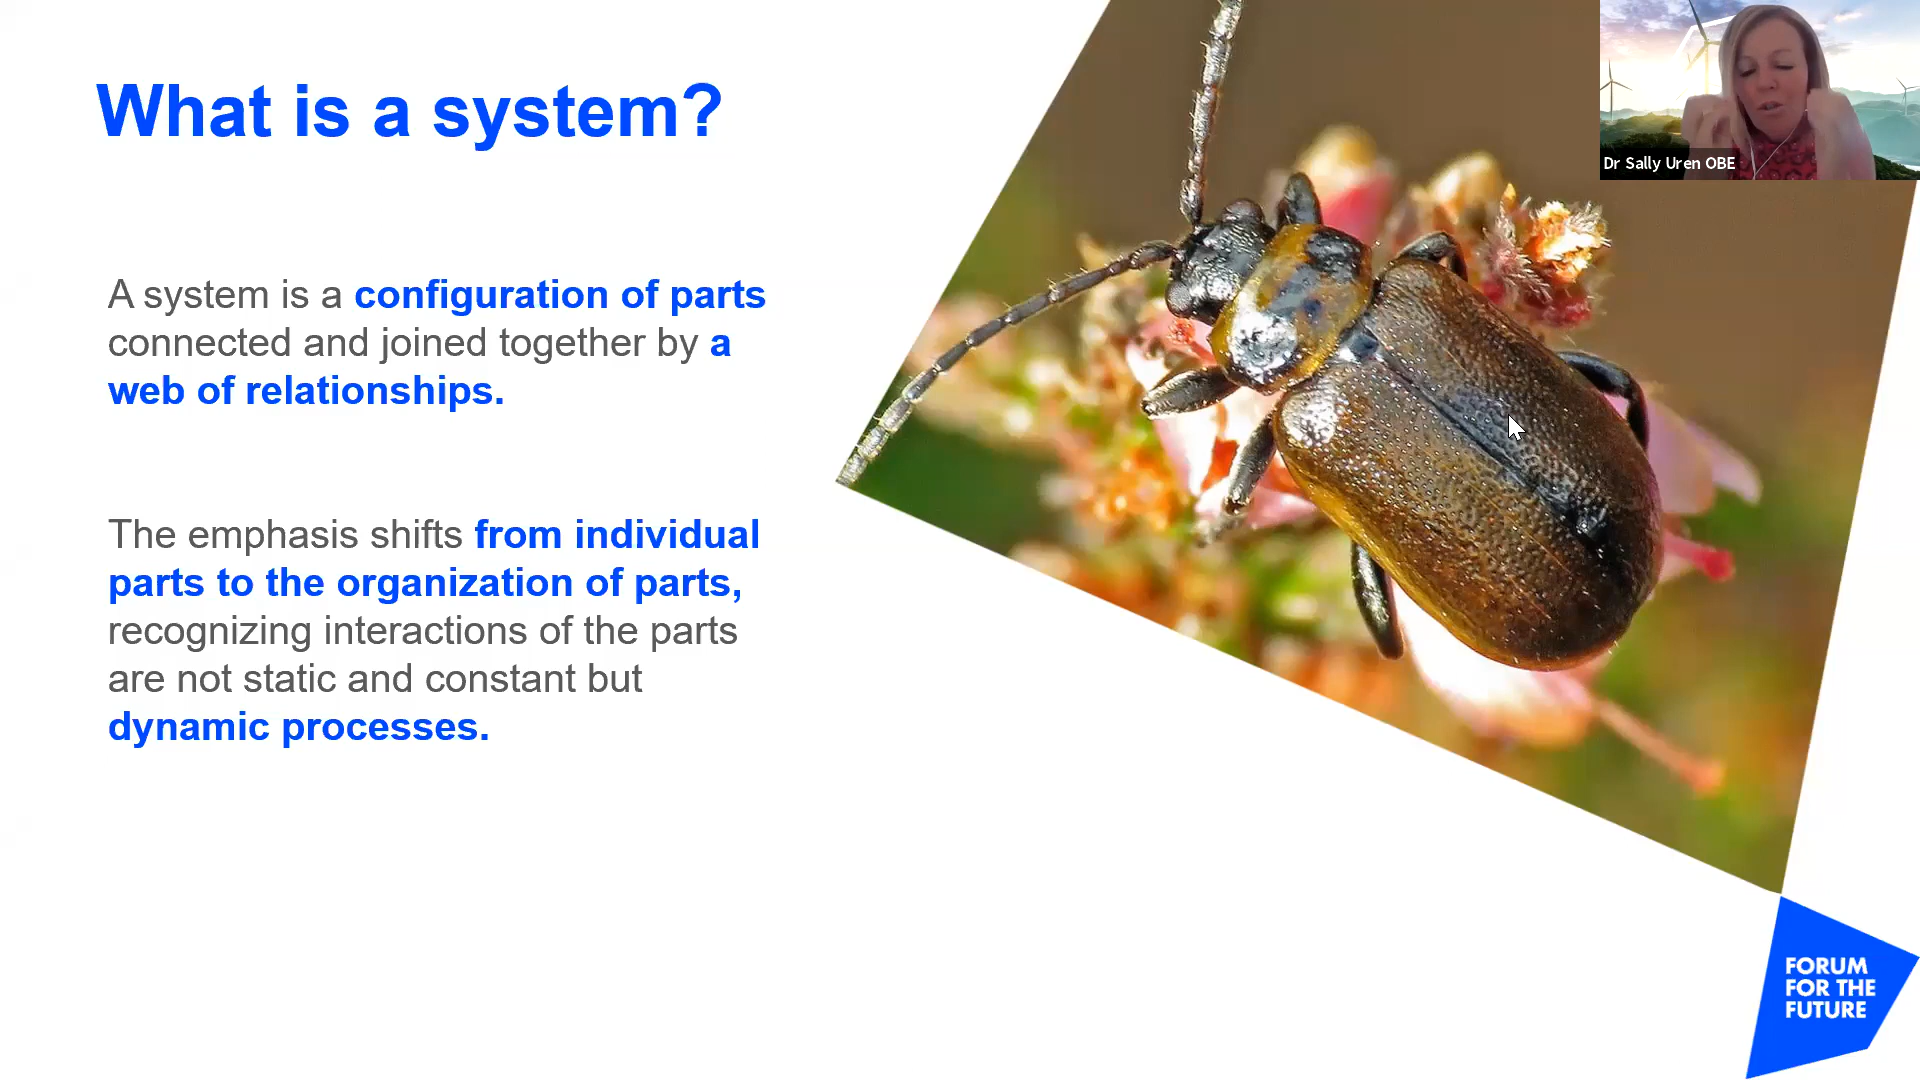 What is a system?
A system is a configuration of parts
connected and joined together by a
web of relationships.
The emphasis shifts from individual
parts to the organization of parts,
recognizing interactions of the parts
are not static and constant but
dynamic processes.
Dr Sally Uren OBE
FORUM
FOR THE
FUTURE